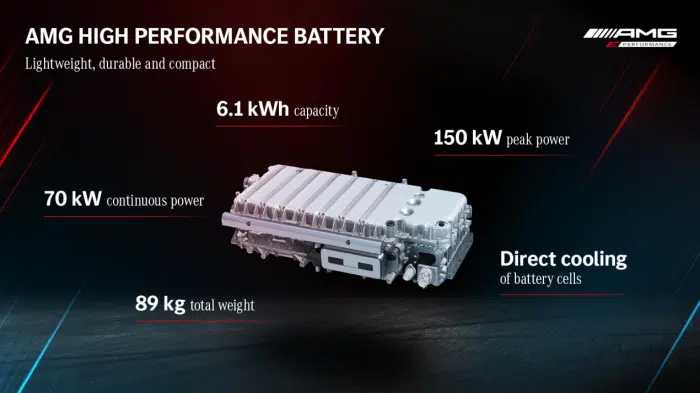 AMG HIGH PERFORMANCE BATTERY
Lightweight, durable and compact
AMG
E PERFORMANCE
6.1 kWh capacity
150 kW peak power
70 kW continuous power
Direct cooling
of battery cells
89 kg total weight